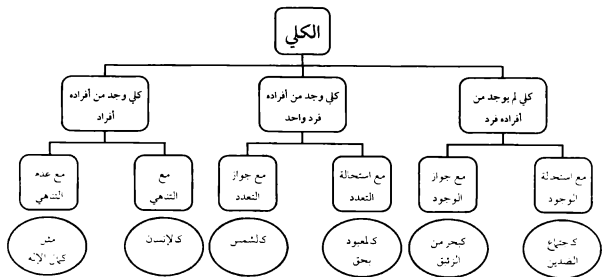 الكلي
كلي لم يوجد من
أفراده فرد
كلي وجد من أفراده
فرد واحد
كلي وجد من أفراده
أفراد
مع استحالة
الوجود
مع جواز
الوجود
مع استحالة
التعدد
مع جواز
التعدد
مع
التناهي
مع عدم
التناهي
كاجتماع
الضدين
كبحر من
الزئبق
كالمعبود
بحق
كالشمس
كالإنسان
مثل
كمال الإله